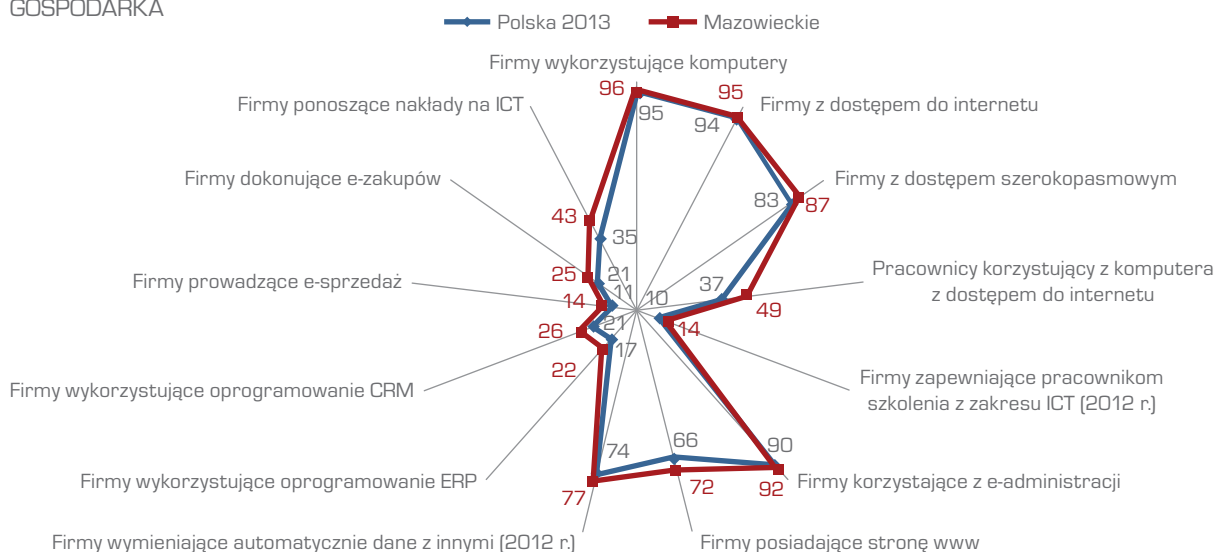 GOSPODARKA
Polska 2013
Mazowieckie
Firmy wykorzystujące komputery
96
95
Firmy z dostępem do internetu
95
94
Firmy z dostępem szerokopasmowym
83
87
Pracownicy korzystujący z komputera
z dostępem do internetu
37
49
Firmy zapewniające pracownikom
szkolenia z zakresu ICT (2012 r.)
10
14
Firmy korzystające z e-administracji
90
92
Firmy posiadające stronę www
66
72
Firmy wymieniające automatycznie dane z innymi (2012 r.)
74
77
Firmy wykorzystujące oprogramowanie ERP
17
22
Firmy wykorzystujące oprogramowanie CRM
21
26
Firmy prowadzące e-sprzedaż
11
14
Firmy dokonujące e-zakupów
21
25
Firmy ponoszące nakłady na ICT
35
43